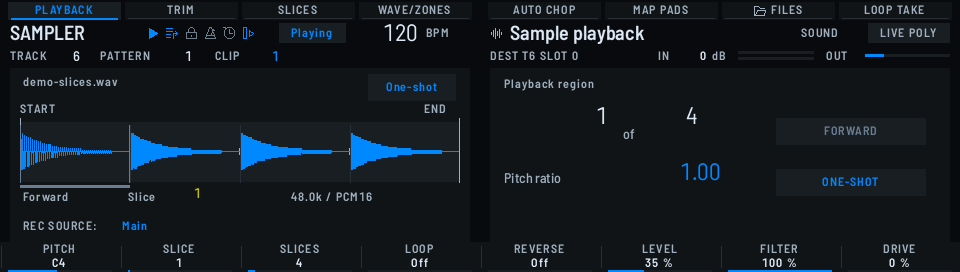 PLAYBACK TRIM SLICES WAVE/ZONES AUTO CHOP MAP PADS FILES LOOP TAKE
SAMPLER Playing 120 BPM Sample playback SOUND LIVE POLY
TRACK 6 PATTERN 1 CLIP 1 DEST T6 SLOT 0 IN 0 dB OUT
demo-slices.wav One-shot
START END
Forward Slice 1 48.0k / PCM16
REC SOURCE: Main
Playback region
1 of 4
FORWARD
Pitch ratio 1.00
ONE-SHOT
PITCH SLICE SLICES LOOP REVERSE LEVEL FILTER DRIVE
C4 1 4 Off Off 35 % 100 % 0 %